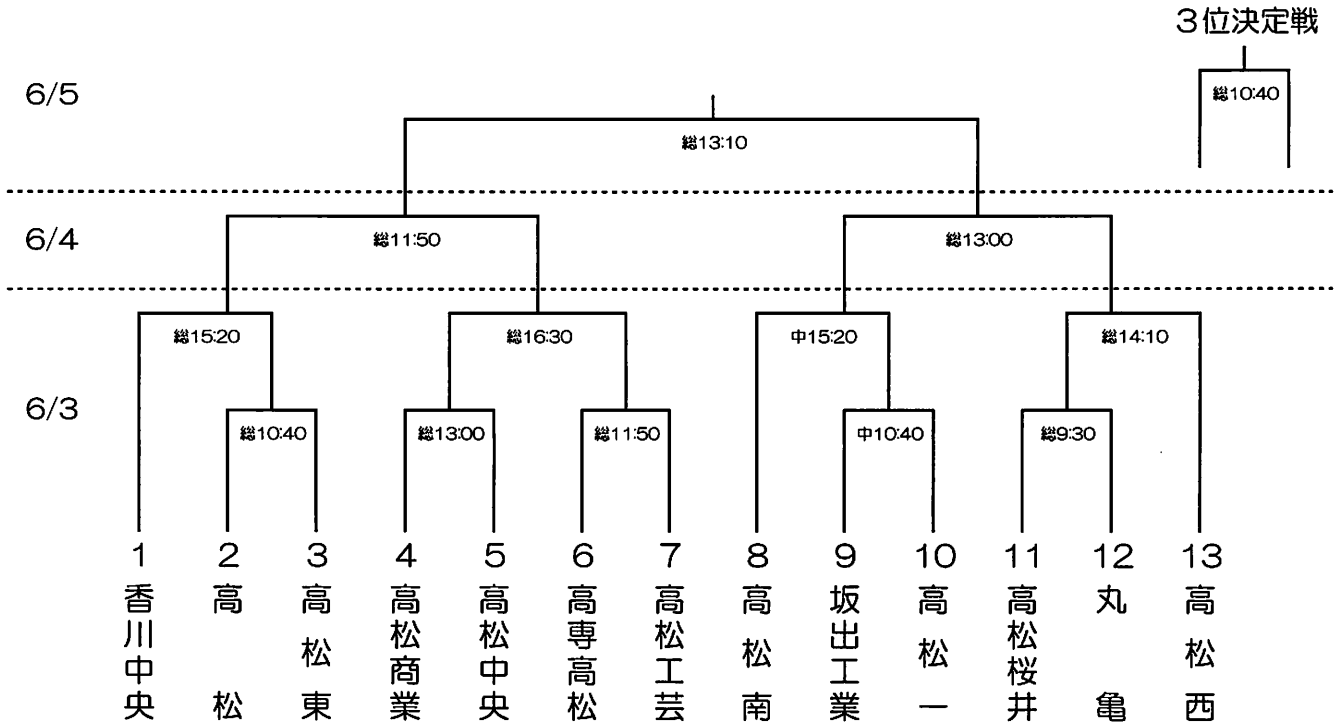 3位決定戦
6/5
総10:40
総13:10
6/4
総11:50
総13:00
総15:20
総16:30
中15:20
総14:10
6/3
総10:40
総13:00
総11:50
中10:40
総9:30
1 2 3 4 5 6 7 8 9 10 11 12 13
香川中央
高松
高松東
高松商業
高松中央
高専高松
高松工芸
高松南
坂出工業
高松一
高松桜井
丸亀
高松西